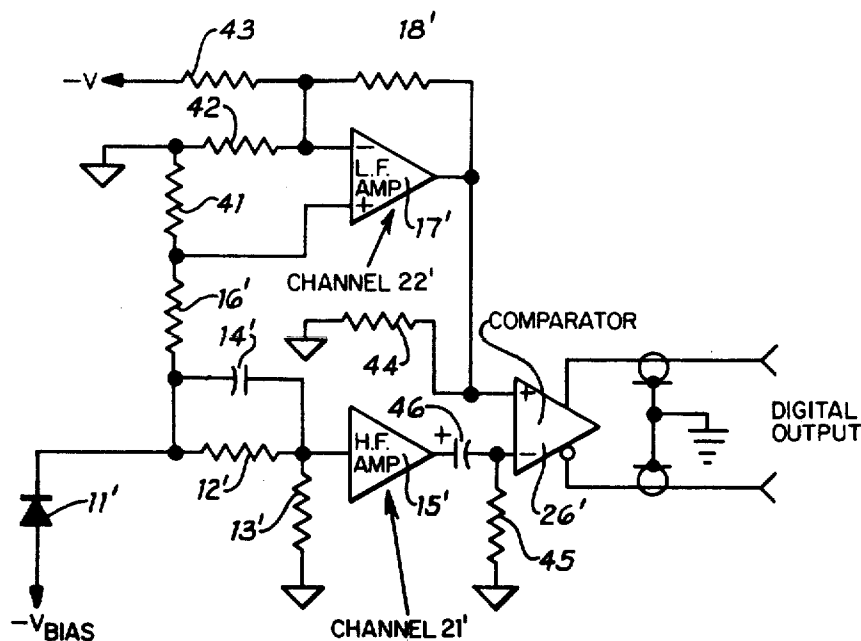 43
18'
-V
42
-
L.F.
AMP
+
17'
41
CHANNEL 22'
16'
14'
44
COMPARATOR
46
+
+
-
DIGITAL
OUTPUT
H.F.
AMP
15'
12'
13'
26'
45
11'
-VBIAS
CHANNEL 21'